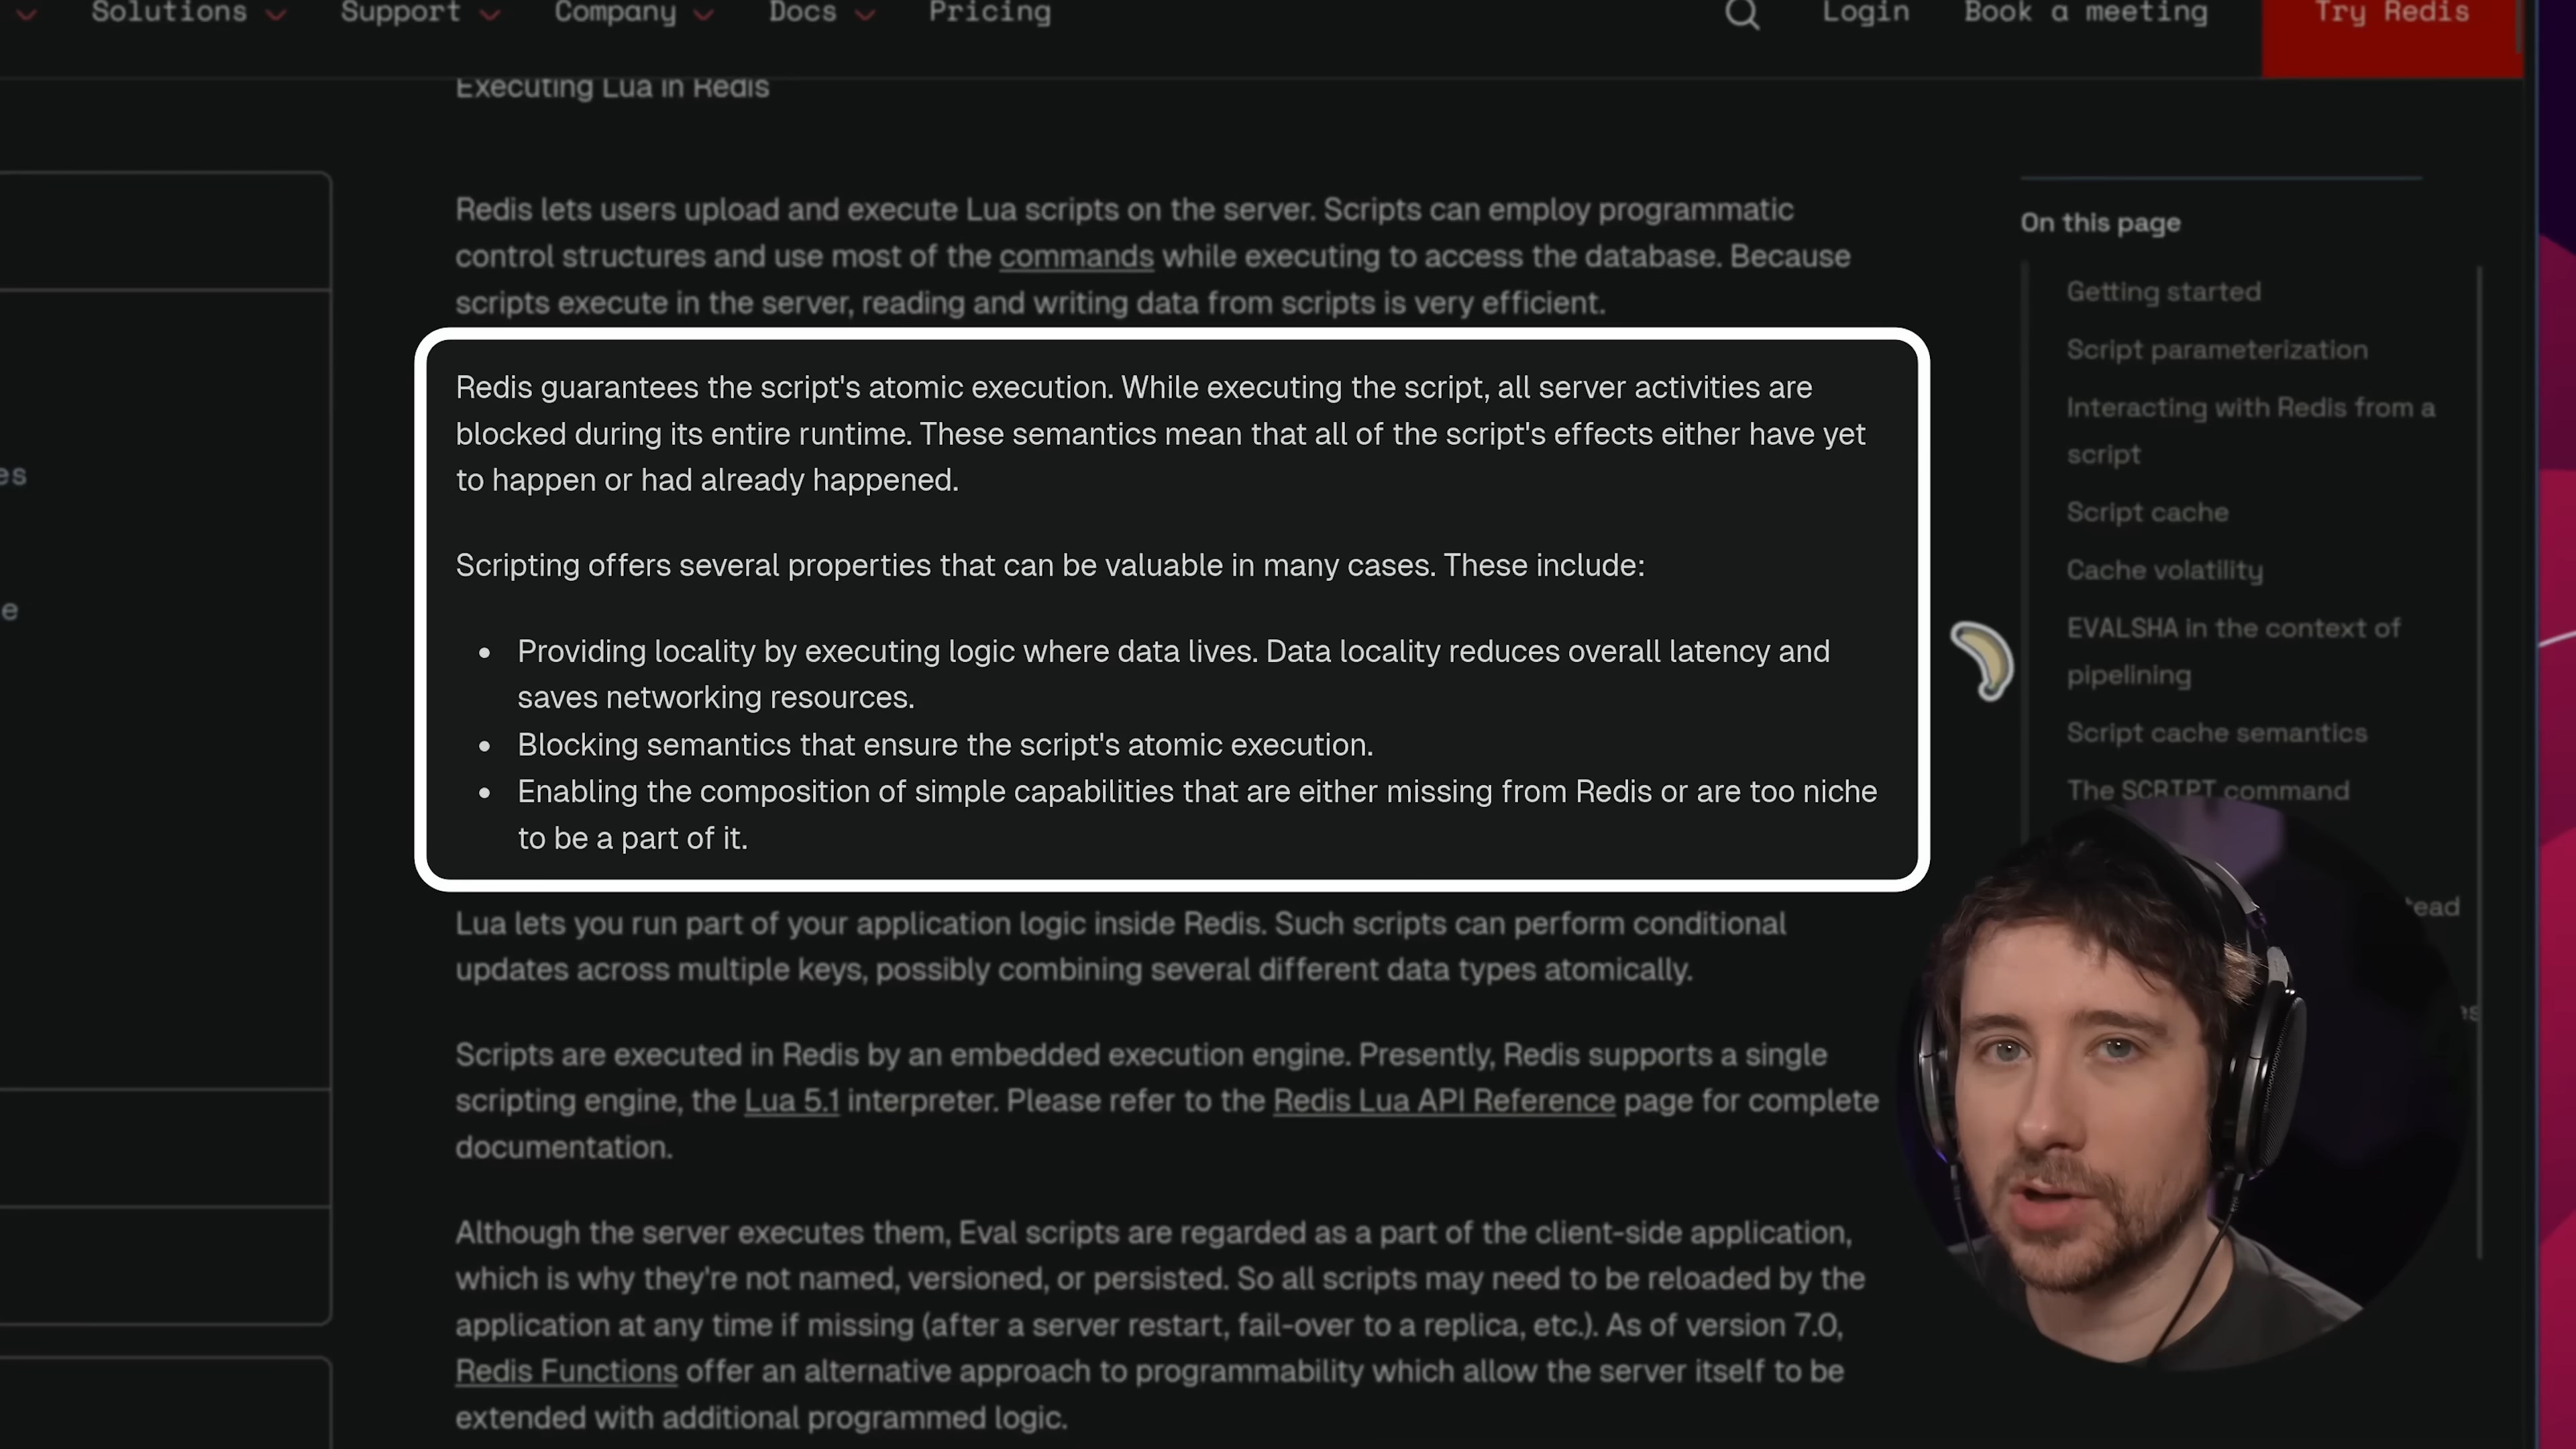 Solutions
Support
Company
Docs
Pricing
Login
Book a meeting
Try Redis
Executing Lua in Redis
Redis lets users upload and execute Lua scripts on the server. Scripts can employ programmatic
control structures and use most of the commands while executing to access the database. Because
scripts execute in the server, reading and writing data from scripts is very efficient.
Redis guarantees the script's atomic execution. While executing the script, all server activities are
blocked during its entire runtime. These semantics mean that all of the script's effects either have yet
to happen or had already happened.
Scripting offers several properties that can be valuable in many cases. These include:
• Providing locality by executing logic where data lives. Data locality reduces overall latency and
saves networking resources.
• Blocking semantics that ensure the script's atomic execution.
• Enabling the composition of simple capabilities that are either missing from Redis or are too niche
to be a part of it.
Lua lets you run part of your application logic inside Redis. Such scripts can perform conditional
updates across multiple keys, possibly combining several different data types atomically.
Scripts are executed in Redis by an embedded execution engine. Presently, Redis supports a single
scripting engine, the Lua 5.1 interpreter. Please refer to the Redis Lua API Reference page for complete
documentation.
Although the server executes them, Eval scripts are regarded as a part of the client-side application,
which is why they're not named, versioned, or persisted. So all scripts may need to be reloaded by the
application at any time if missing (after a server restart, fail-over to a replica, etc.). As of version 7.0,
Redis Functions offer an alternative approach to programmability which allow the server itself to be
extended with additional programmed logic.
On this page
Getting started
Script parameterization
Interacting with Redis from a
script
Script cache
Cache volatility
EVALSHA in the context of
pipelining
Script cache semantics
The SCRIPT command